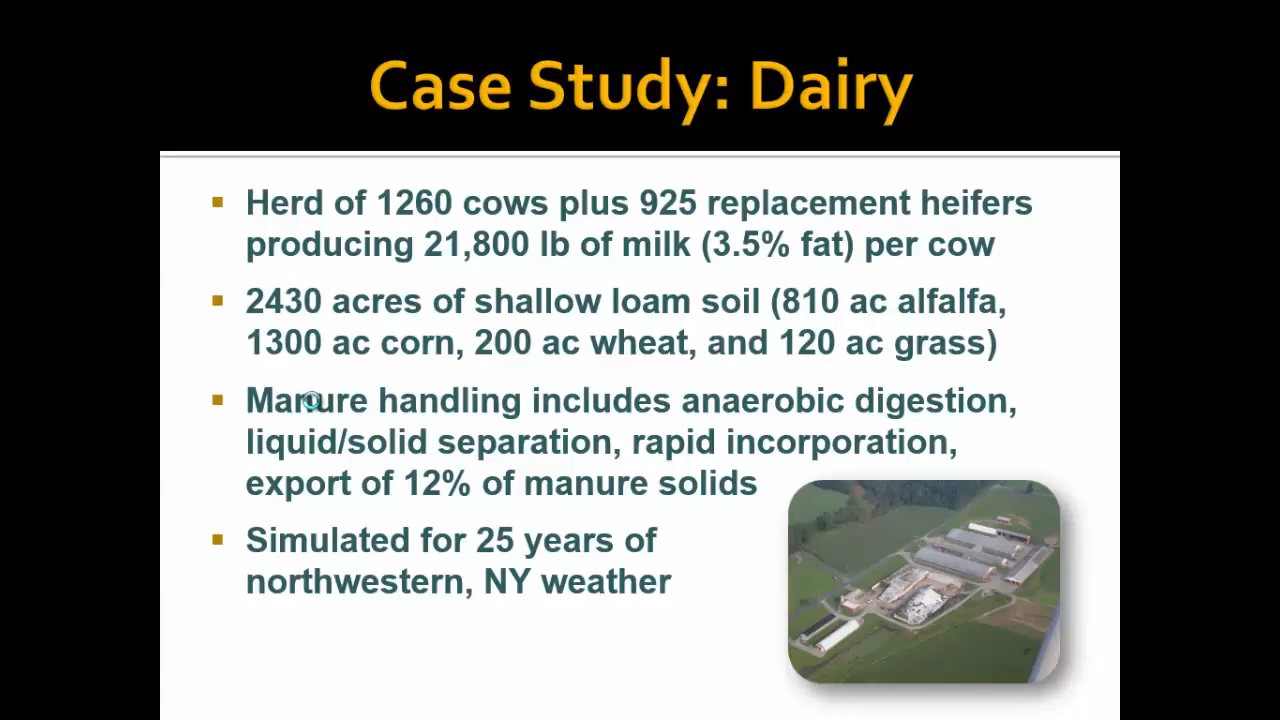 Case Study: Dairy
▪ Herd of 1260 cows plus 925 replacement heifers
producing 21,800 lb of milk (3.5% fat) per cow
▪ 2430 acres of shallow loam soil (810 ac alfalfa,
1300 ac corn, 200 ac wheat, and 120 ac grass)
▪ Manure handling includes anaerobic digestion,
liquid/solid separation, rapid incorporation,
export of 12% of manure solids
▪ Simulated for 25 years of
northwestern, NY weather